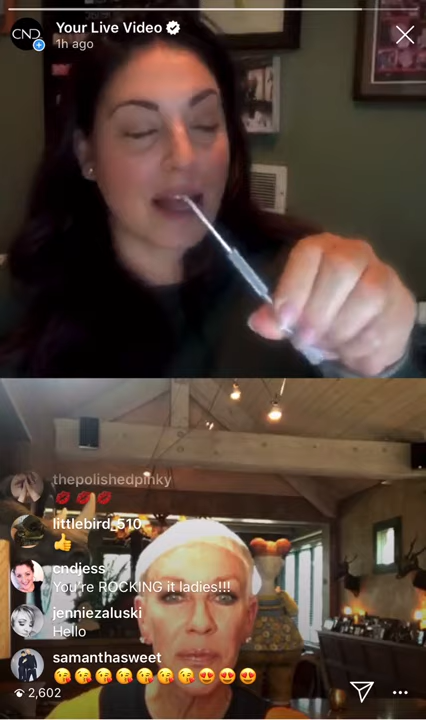 CND
Your Live Video
1h ago
thepolishedpinky
💋💋💋
littlebird_510
👍
cndjess
You're ROCKING it ladies!!!
jenniezaluski
Hello
samanthasweet
😘😘😘😘😘😘😘😍😍😍
2,602